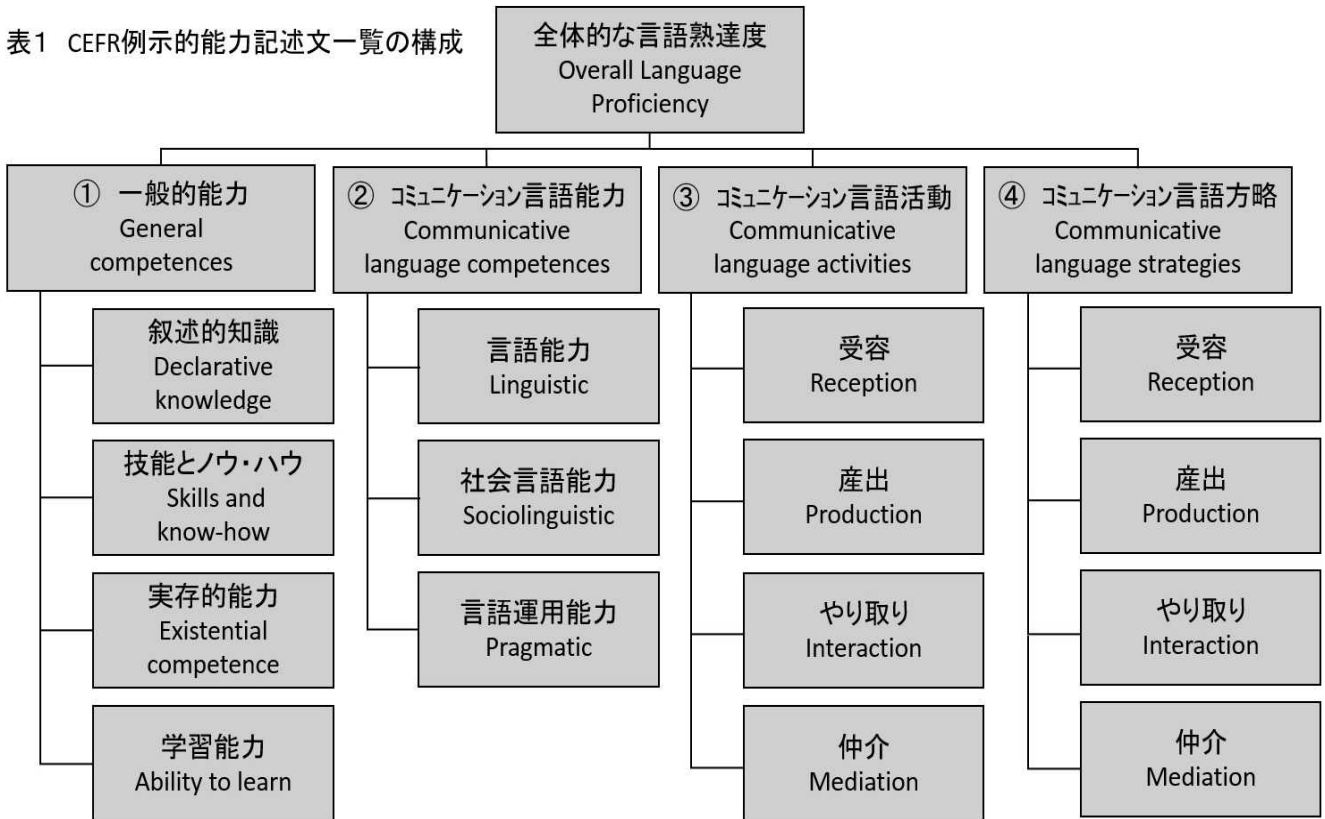 表1 CEFR例示的能力記述文一覧の構成
全体的な言語熟達度
Overall Language
Proficiency
① 一般的能力
General
competences
叙述的知識
Declarative
knowledge
技能とノウ・ハウ
Skills and
know-how
実存的能力
Existential
competence
学習能力
Ability to learn
② コミュニケーション言語能力
Communicative
language competences
言語能力
Linguistic
社会言語能力
Sociolinguistic
言語運用能力
Pragmatic
③ コミュニケーション言語活動
Communicative
language activities
受容
Reception
産出
Production
やり取り
Interaction
仲介
Mediation
④ コミュニケーション言語方略
Communicative
language strategies
受容
Reception
産出
Production
やり取り
Interaction
仲介
Mediation